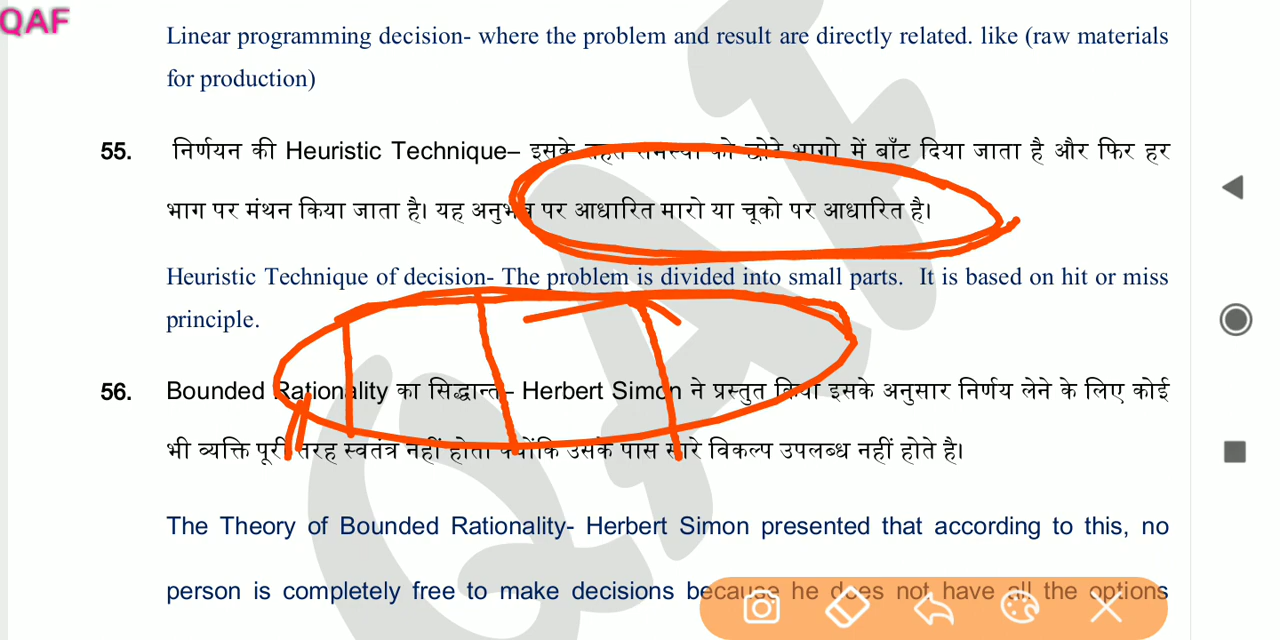 QAF
Linear programming decision- where the problem and result are directly related. like (raw materials
for production)
55. निर्णयन की Heuristic Technique– इसके तहत समस्या को छोटे भागो में बाँट दिया जाता है और फिर हर
भाग पर मंथन किया जाता है। यह अनुभव पर आधारित मारो या चूको पर आधारित है।
Heuristic Technique of decision- The problem is divided into small parts. It is based on hit or miss
principle.
56. Bounded Rationality का सिद्धान्त- Herbert Simon ने प्रस्तुत किया इसके अनुसार निर्णय लेने के लिए कोई
भी व्यक्ति पूरी तरह स्वतंत्र नहीं होता क्योंकि उसके पास सारे विकल्प उपलब्ध नहीं होते है।
The Theory of Bounded Rationality- Herbert Simon presented that according to this, no
person is completely free to make decisions because he does not have all the options